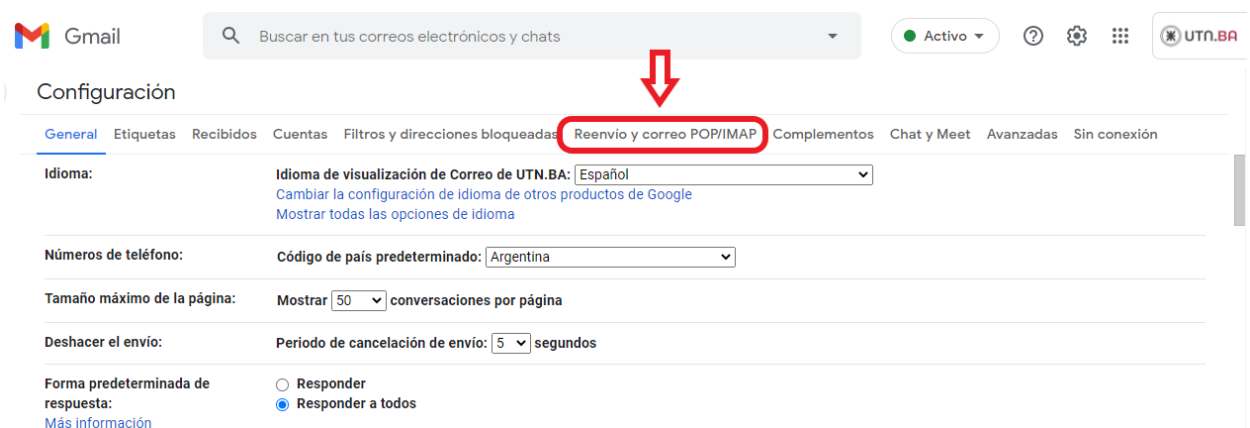 Gmail
Buscar en tus correos electrónicos y chats
Activo
UTN.BA
Configuración
General Etiquetas Recibidos Cuentas Filtros y direcciones bloqueadas Reenvío y correo POP/IMAP Complementos Chat y Meet Avanzadas Sin conexión
Idioma: Idioma de visualización de Correo de UTN.BA: Español
Cambiar la configuración de idioma de otros productos de Google
Mostrar todas las opciones de idioma
Números de teléfono: Código de país predeterminado: Argentina
Tamaño máximo de la página: Mostrar 50 conversaciones por página
Deshacer el envío: Periodo de cancelación de envío: 5 segundos
Forma predeterminada de Responder
respuesta: Responder a todos
Más información